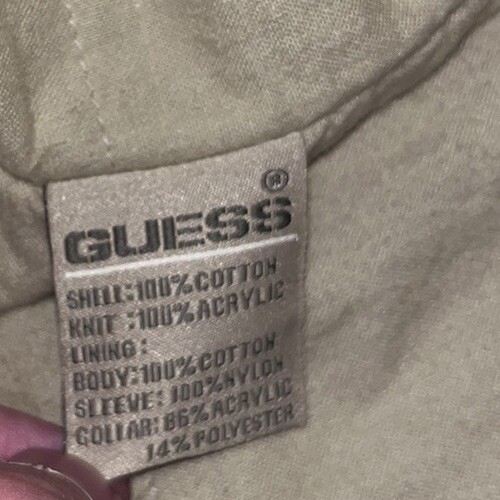 GUESS®
SHELL:100%COTTON
KNIT :100%ACRYLIC
LINING:
BODY:100%COTTON
SLEEVE: 100%NYLON
COLLAR: 86%ACRYLIC
14%POLYESTER